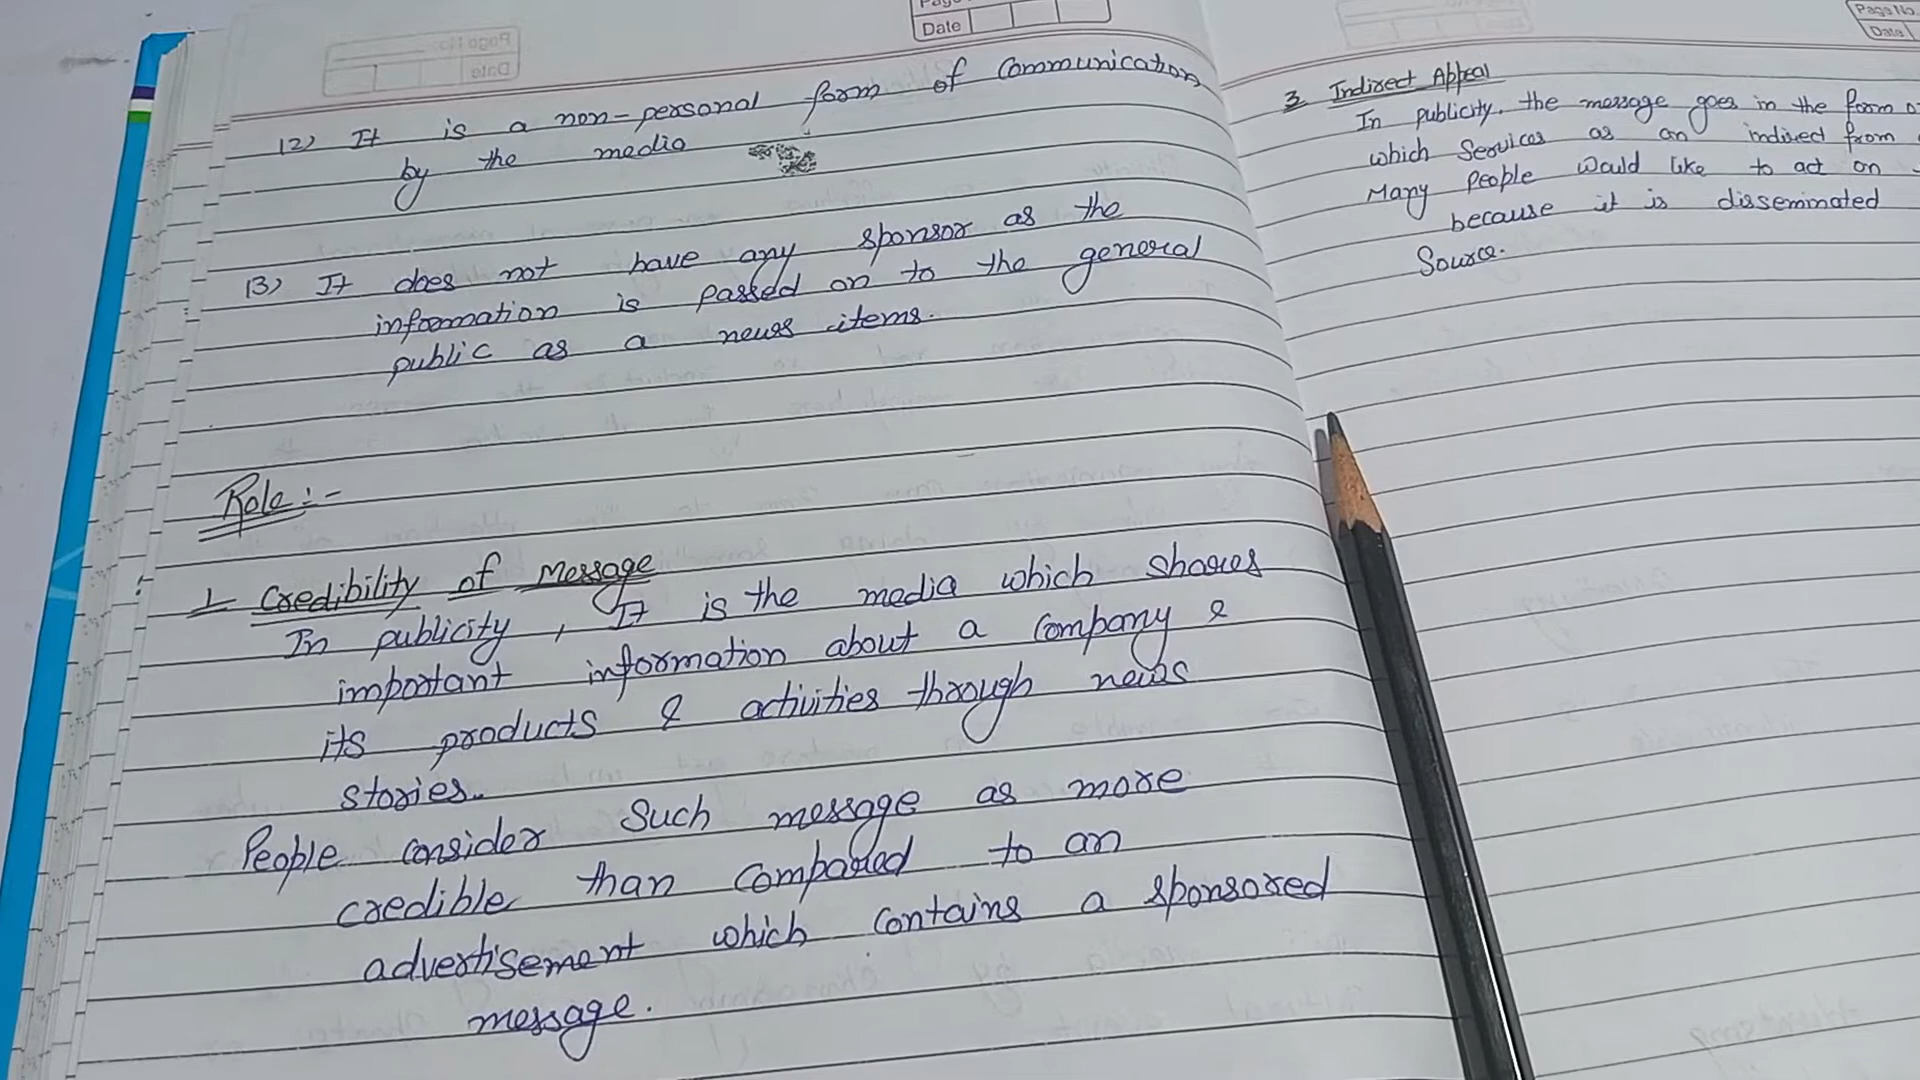 Date
12) It is a non-personal form of Communication
by the media
13) It does not have any sponsor as the
information is passed on to the general
public as a news items.
Role:-
1 Credibility of Message
In publicity, It is the media which shares
important information about a company &
its products & activities through news
stories.
People consider Such message as more
credible than compared to an
advertisement which contains a sponsored
message.
Page No.
Date
3 Indirect Appeal
In publicity, the message goes in the form
which Services as an indirect from
Many people would like to act on
because it is disseminated
Source.